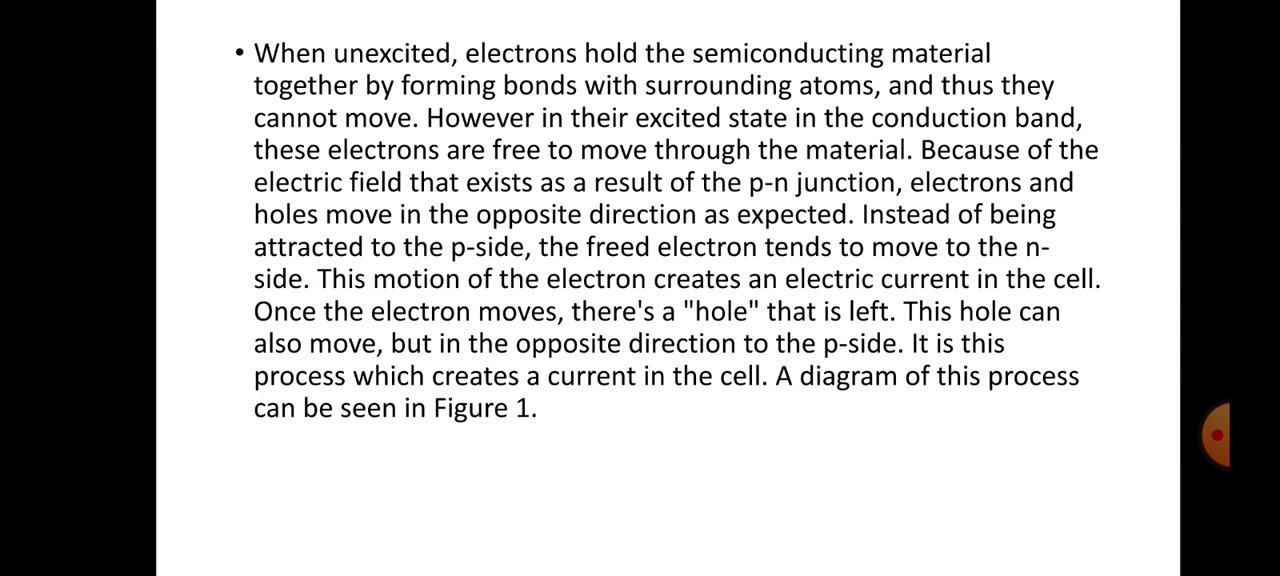 • When unexcited, electrons hold the semiconducting material
together by forming bonds with surrounding atoms, and thus they
cannot move. However in their excited state in the conduction band,
these electrons are free to move through the material. Because of the
electric field that exists as a result of the p-n junction, electrons and
holes move in the opposite direction as expected. Instead of being
attracted to the p-side, the freed electron tends to move to the n-
side. This motion of the electron creates an electric current in the cell.
Once the electron moves, there's a "hole" that is left. This hole can
also move, but in the opposite direction to the p-side. It is this
process which creates a current in the cell. A diagram of this process
can be seen in Figure 1.